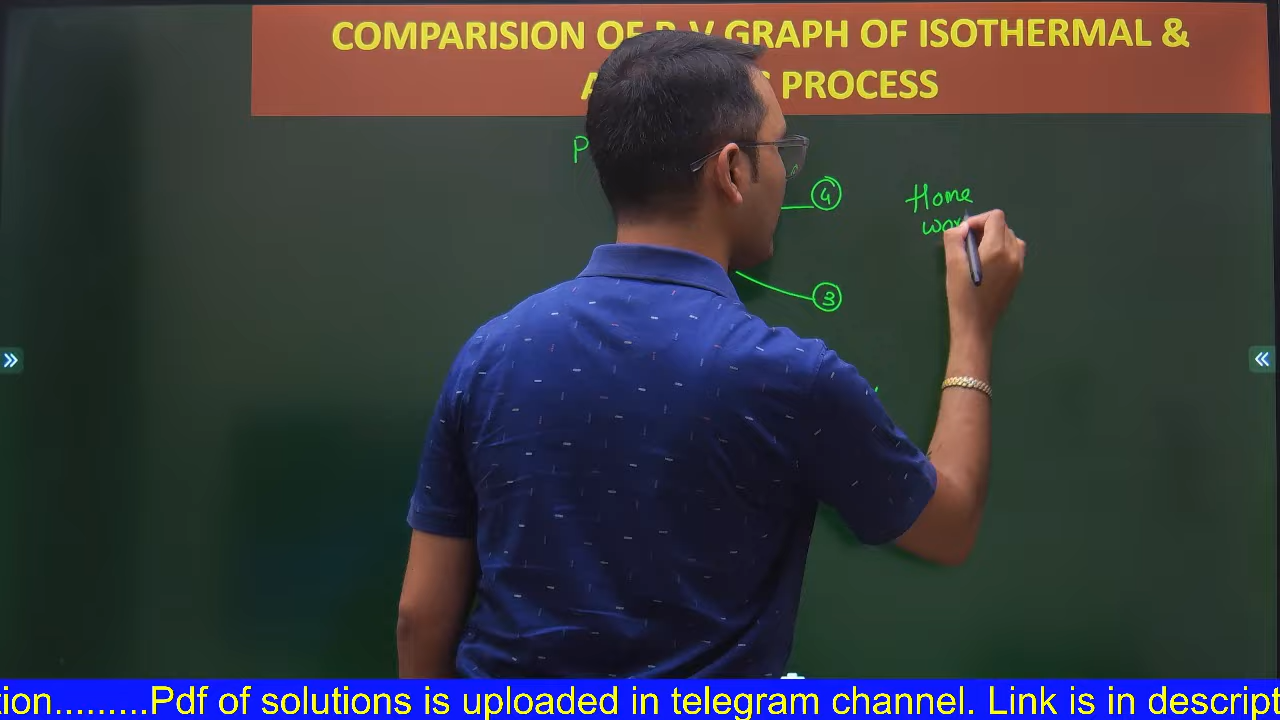 COMPARISION OF P-V GRAPH OF ISOTHERMAL &
PROCESS
P
4
Home
3
tion.........Pdf of solutions is uploaded in telegram channel. Link is in descript